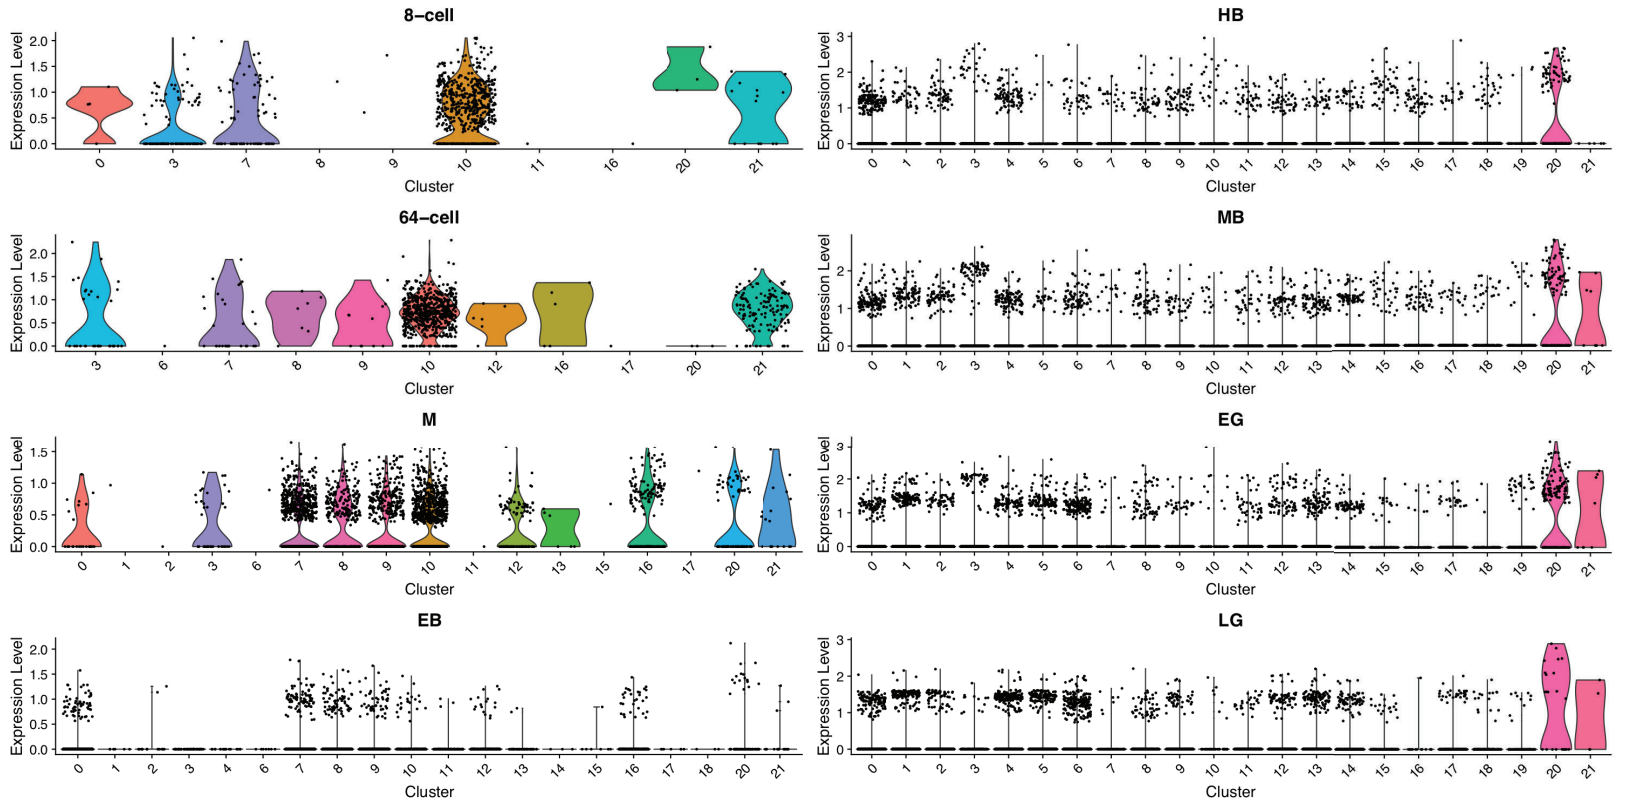 8−cell
Expression Level
2.0
1.5
1.0
0.5
0.0
0 3 7 8 9 10 11 16 20 21
Cluster
HB
Expression Level
3
2
1
0
0 1 2 3 4 5 6 7 8 9 10 11 12 13 14 15 16 17 18 19 20 21
Cluster
64−cell
Expression Level
2.0
1.5
1.0
0.5
0.0
3 6 7 8 9 10 12 16 17 20 21
Cluster
MB
Expression Level
2
1
0
0 1 2 3 4 5 6 7 8 9 10 11 12 13 14 15 16 17 18 19 20 21
Cluster
M
Expression Level
1.5
1.0
0.5
0.0
0 1 2 3 6 7 8 9 10 11 12 13 15 16 17 20 21
Cluster
EG
Expression Level
3
2
1
0
0 1 2 3 4 5 6 7 8 9 10 11 12 13 14 15 16 17 18 19 20 21
Cluster
EB
Expression Level
2.0
1.5
1.0
0.5
0.0
0 1 2 3 4 6 7 8 9 10 11 12 13 14 15 16 17 18 20 21
Cluster
LG
Expression Level
3
2
1
0
0 1 2 3 4 5 6 7 8 9 10 11 12 13 14 15 16 17 18 19 20 21
Cluster